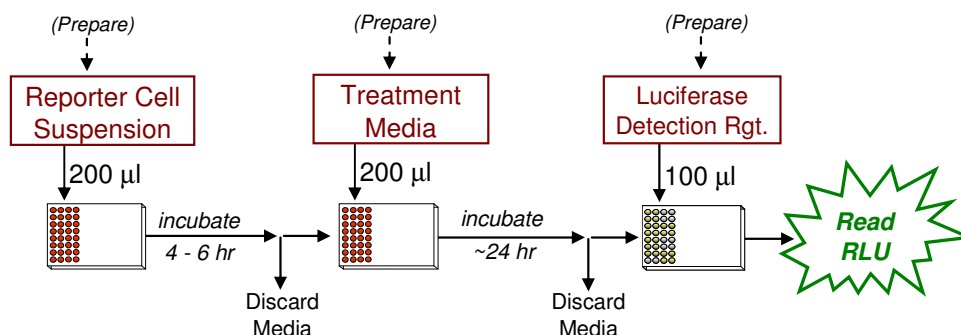 (Prepare)
(Prepare)
(Prepare)
Reporter Cell
Suspension
Treatment
Media
Luciferase
Detection Rgt.
200 µl
200 µl
100 µl
incubate
4 - 6 hr
incubate
~24 hr
Read
RLU
Discard
Media
Discard
Media